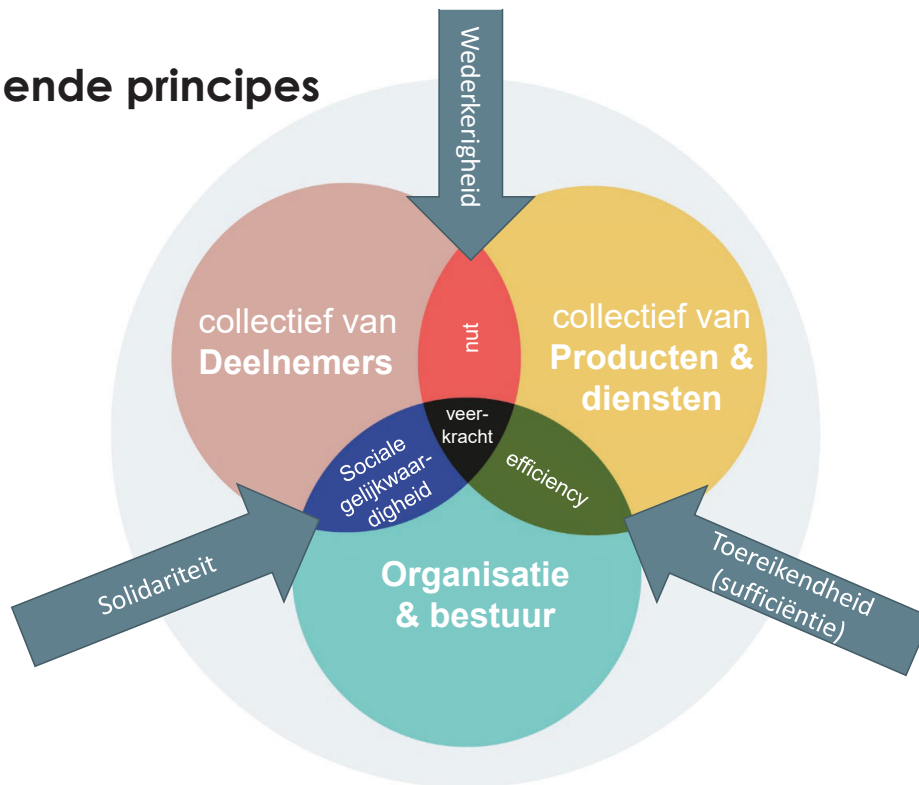 ende principes
Wederkerigheid
collectief van
Deelnemers
nut
collectief van
Producten &
diensten
veer-
kracht
Sociale
gelijkwaar-
digheid
efficiency
Solidariteit
Organisatie
& bestuur
Toereikendheid
(sufficiëntie)